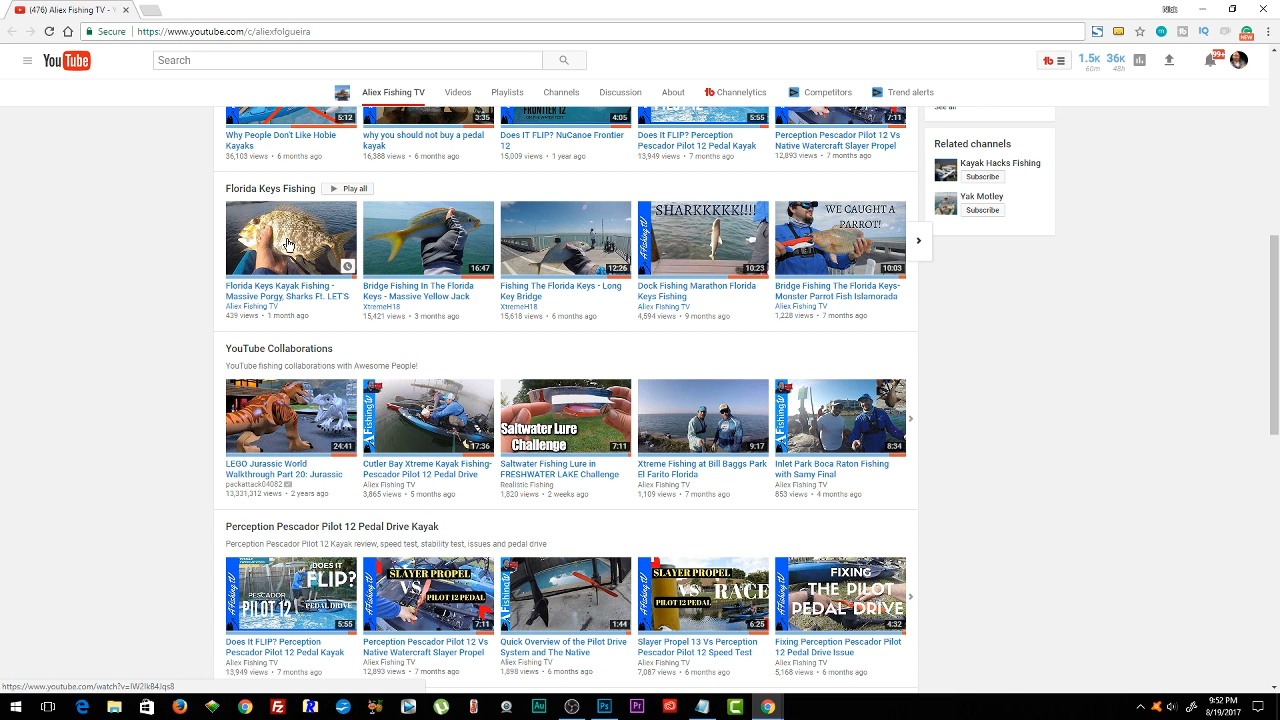 (476) Aliex Fishing TV - Y
Nick
Secure
https://www.youtube.com/c/aliexfolgueira
NEW
YouTube
Search
1.5k 36k
60m 48h
99+
Aliex Fishing TV Videos Playlists Channels Discussion About Channelytics Competitors Trend alerts
5:12 3:35 FRONTIER 12 4:05 5:55 7:11
Why People Don't Like Hobie Kayaks
36,103 views • 6 months ago
why you should not buy a pedal kayak
16,388 views • 6 months ago
Does IT FLIP? NuCanoe Frontier 12
15,009 views • 1 year ago
Does It FLIP? Perception Pescador Pilot 12 Pedal Kayak
13,949 views • 7 months ago
Perception Pescador Pilot 12 Vs Native Watercraft Slayer Propel
12,893 views • 7 months ago
See all
Related channels
Kayak Hacks Fishing
Subscribe
Yak Motley
Subscribe
Florida Keys Fishing
Play all
16:47 12:26 SHARKKKK!!!! 10:23 WE CAUGHT A PARROT! 10:03
Florida Keys Kayak Fishing - Massive Porgy, Sharks Ft. LET'S
Aliex Fishing TV
439 views • 1 month ago
Bridge Fishing In The Florida Keys - Massive Yellow Jack
XtremeH18
15,421 views • 3 months ago
Fishing The Florida Keys - Long Key Bridge
XtremeH18
15,618 views • 6 months ago
Dock Fishing Marathon Florida Keys Fishing
Aliex Fishing TV
4,594 views • 9 months ago
Bridge Fishing The Florida Keys- Monster Parrot Fish Islamorada
Aliex Fishing TV
1,228 views • 7 months ago
YouTube Collaborations
YouTube fishing collaborations with Awesome People!
24:41 17:36 Saltwater Lure Challenge 7:11 9:17 8:34
LEGO Jurassic World Walkthrough Part 20: Jurassic
packattack04082
13,331,312 views • 2 years ago
Cutler Bay Xtreme Kayak Fishing- Pescador Pilot 12 Pedal Drive
Aliex Fishing TV
3,865 views • 5 months ago
Saltwater Fishing Lure in FRESHWATER LAKE Challenge
Realistic Fishing
1,820 views • 2 weeks ago
Xtreme Fishing at Bill Baggs Park El Farito Florida
Aliex Fishing TV
1,109 views • 7 months ago
Inlet Park Boca Raton Fishing with Samy Final
Aliex Fishing TV
853 views • 4 months ago
Perception Pescador Pilot 12 Pedal Drive Kayak
Perception Pescador Pilot 12 Kayak review, speed test, stability test, issues and pedal drive
DOES IT FLIP? PESCADOR PILOT 12 PEDAL DRIVE 5:55
SLAYER PROPEL VS PILOT 12 PEDAL 7:11
1:44
SLAYER PROPEL VS RACE PILOT 12 PEDAL 6:25
FIXING THE PILOT PEDAL DRIVE 4:32
Does It FLIP? Perception Pescador Pilot 12 Pedal Kayak
Aliex Fishing TV
13,949 views • 7 months ago
Perception Pescador Pilot 12 Vs Native Watercraft Slayer Propel
Aliex Fishing TV
12,893 views • 7 months ago
Quick Overview of the Pilot Drive System and The Native
Aliex Fishing TV
1,898 views • 6 months ago
Slayer Propel 13 Vs Perception Pescador Pilot 12 Speed Test
Aliex Fishing TV
7,087 views • 6 months ago
Fixing Perception Pescador Pilot 12 Pedal Drive Issue
Aliex Fishing TV
5,168 views • 6 months ago
9:52 PM
8/19/2017